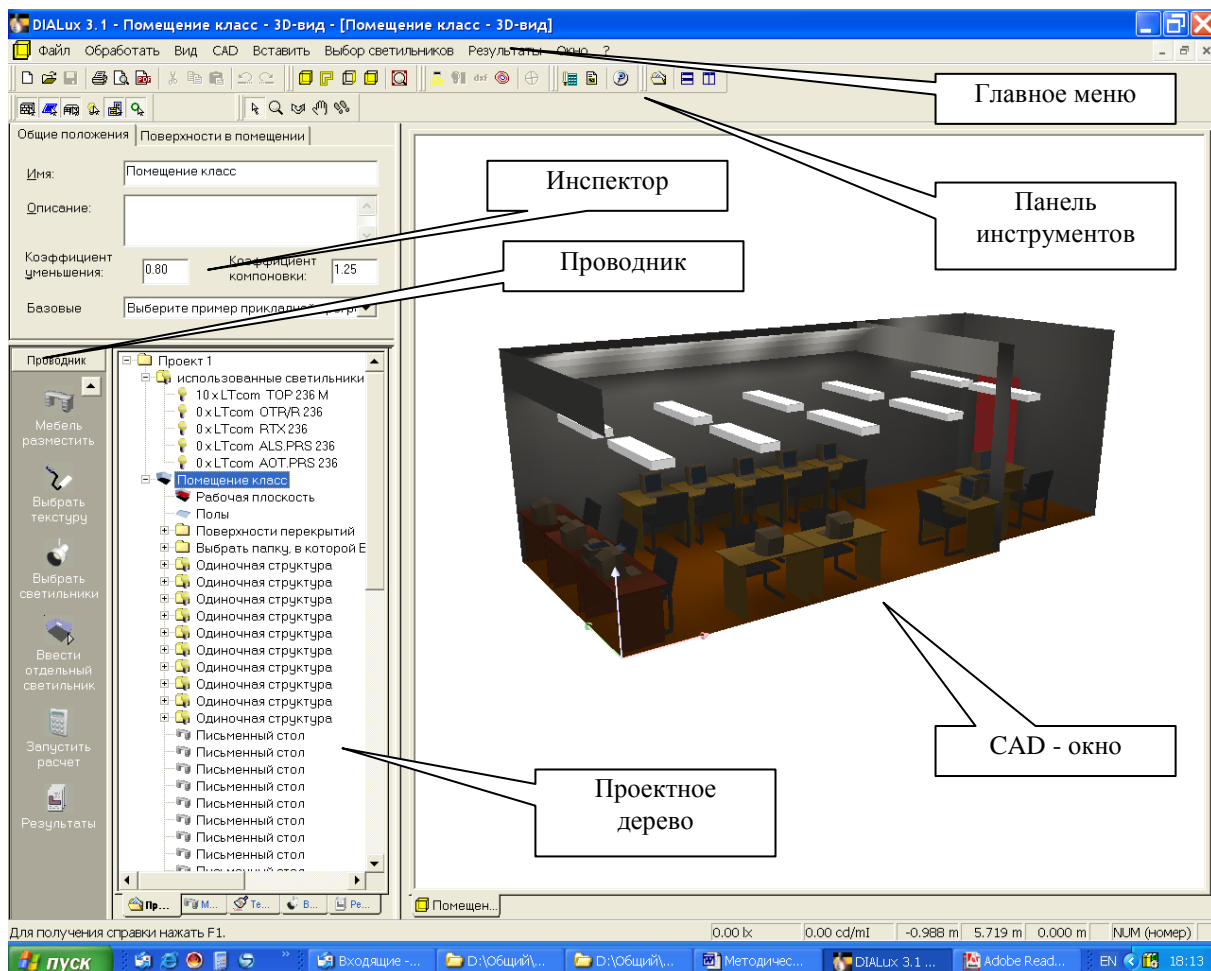 DIALux 3.1 - Помещение класс - 3D-вид - [Помещение класс - 3D-вид]
Файл Обработать Вид CAD Вставить Выбор светильников Результаты Окно ?
dxf
PDF
Главное меню
Общие положения Поверхности в помещении
Имя: Помещение класс
Инспектор
Описание:
Панель
инструментов
Коэффициент
уменьшения: 0.80
Коэффициент
компоновки: 1.25
Проводник
Базовые Выберите пример прикладной
Проводник
Мебель
разместить
Выбрать
текстуру
Выбрать
светильники
Ввести
отдельный
светильник
Запустить
расчет
Результаты
Проект 1
использованные светильники
10 x LTcom TOP 236 M
0 x LTcom OTR/R 236
0 x LTcom RTX 236
0 x LTcom ALS.PRS 236
0 x LTcom AOT.PRS 236
Помещение класс
Рабочая плоскость
Полы
Поверхности перекрытий
Выбрать папку, в которой Е
Одиночная структура
Одиночная структура
Одиночная структура
Одиночная структура
Одиночная структура
Одиночная структура
Одиночная структура
Одиночная структура
Одиночная структура
Одиночная структура
Письменный стол
Письменный стол
Письменный стол
Письменный стол
Письменный стол
Письменный стол
Письменный стол
Письменный стол
Письменный стол
CAD - окно
Проектное
дерево
Пр... М... Те... В... Ре...
Помещен...
Для получения справки нажать F1.
0.00 lx 0.00 cd/mI -0.988 m 5.719 m 0.000 m NUM (номер)
пуск
» Входящие -... D:\Общий\... D:\Общий\... Методичес... DIALux 3.1 ... Adobe Read... EN 18:13